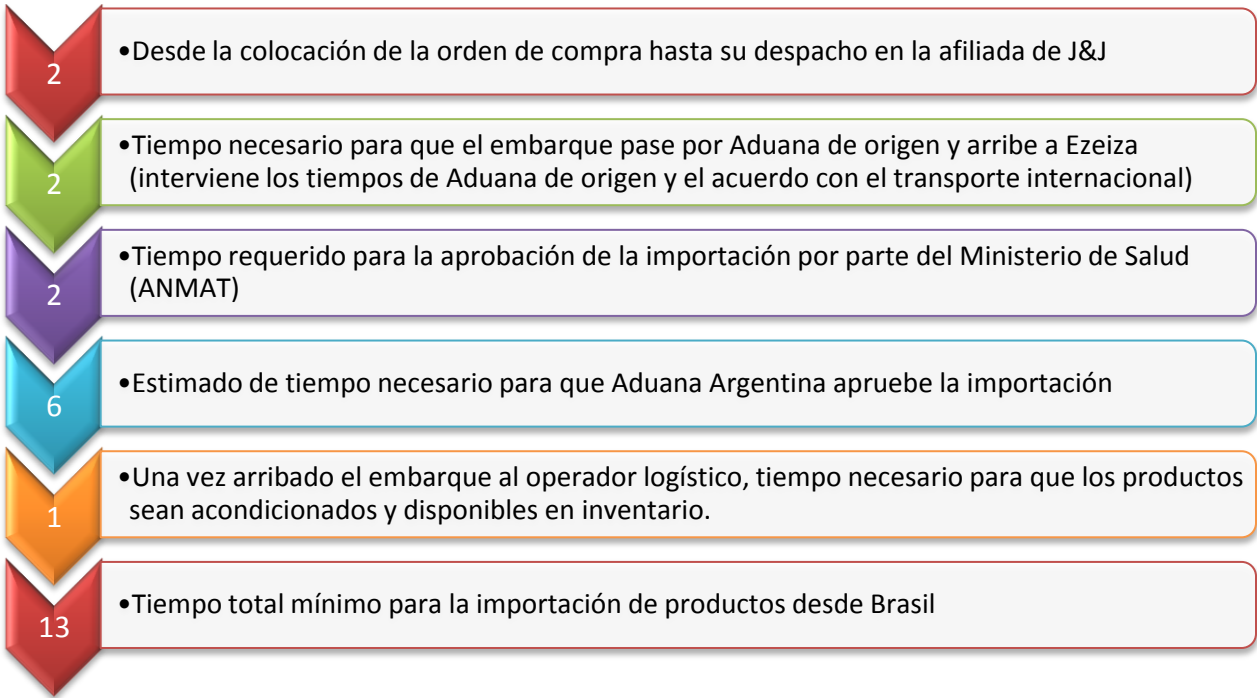 2
•Desde la colocación de la orden de compra hasta su despacho en la afiliada de J&J
2
•Tiempo necesario para que el embarque pase por Aduana de origen y arribe a Ezeiza
(interviene los tiempos de Aduana de origen y el acuerdo con el transporte internacional)
2
•Tiempo requerido para la aprobación de la importación por parte del Ministerio de Salud
(ANMAT)
6
•Estimado de tiempo necesario para que Aduana Argentina apruebe la importación
1
•Una vez arribado el embarque al operador logístico, tiempo necesario para que los productos
sean acondicionados y disponibles en inventario.
13
•Tiempo total mínimo para la importación de productos desde Brasil